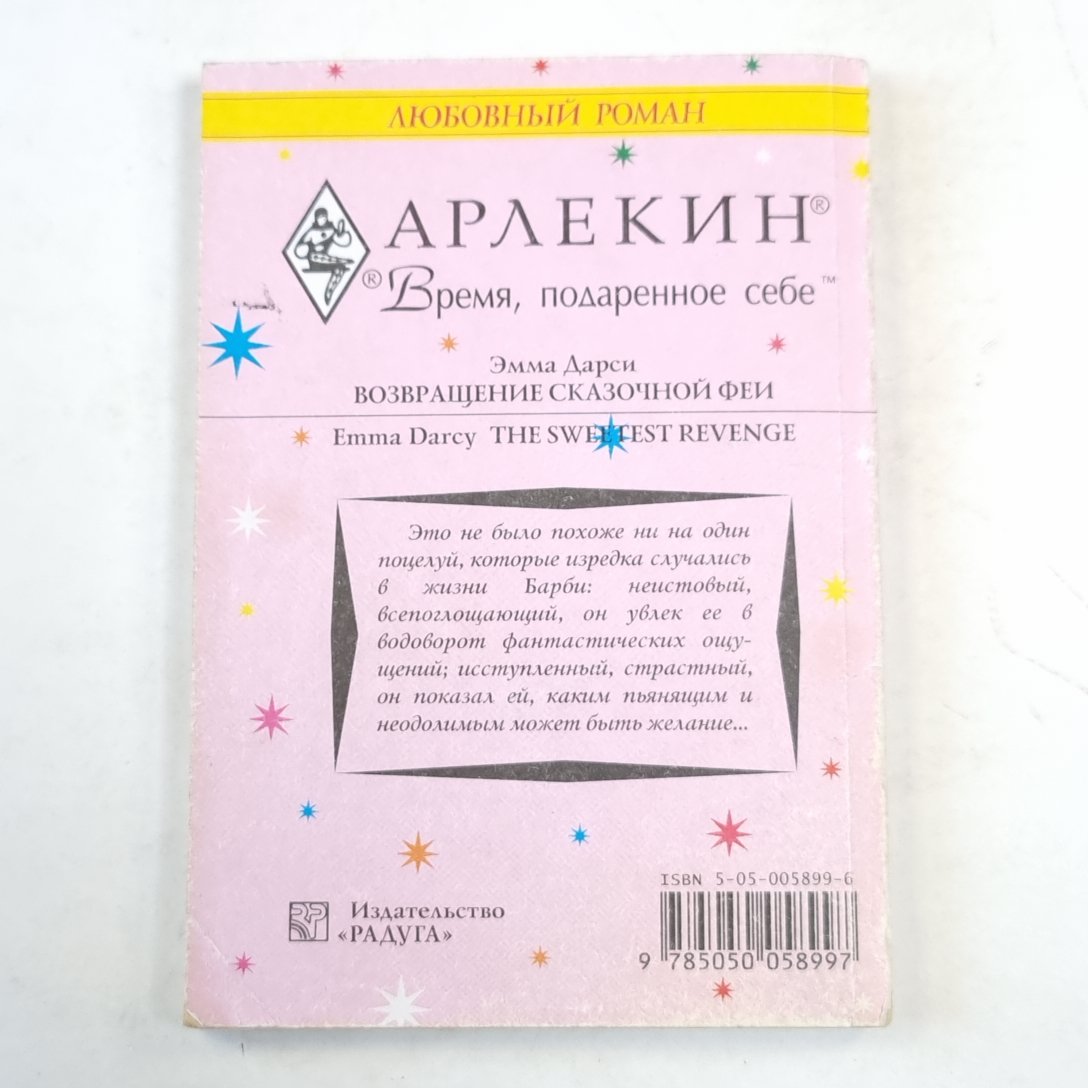 ЛЮБОВНЫЙ РОМАН
АРЛЕКИН®
® Время, подаренное себе™
Эмма Дарси
ВОЗВРАЩЕНИЕ СКАЗОЧНОЙ ФЕИ
Emma Darcy THE SWEETEST REVENGE
Это не было похоже ни на один
поцелуй, которые изредка случались
в жизни Барби: неистовый,
всепоглощающий, он увлек ее в
водоворот фантастических ощу-
щений; исступленный, страстный,
он показал ей, каким пьянящим и
неодолимым может быть желание...
ISBN 5-05-005899-6
Издательство
«РАДУГА»
9 785050 058997